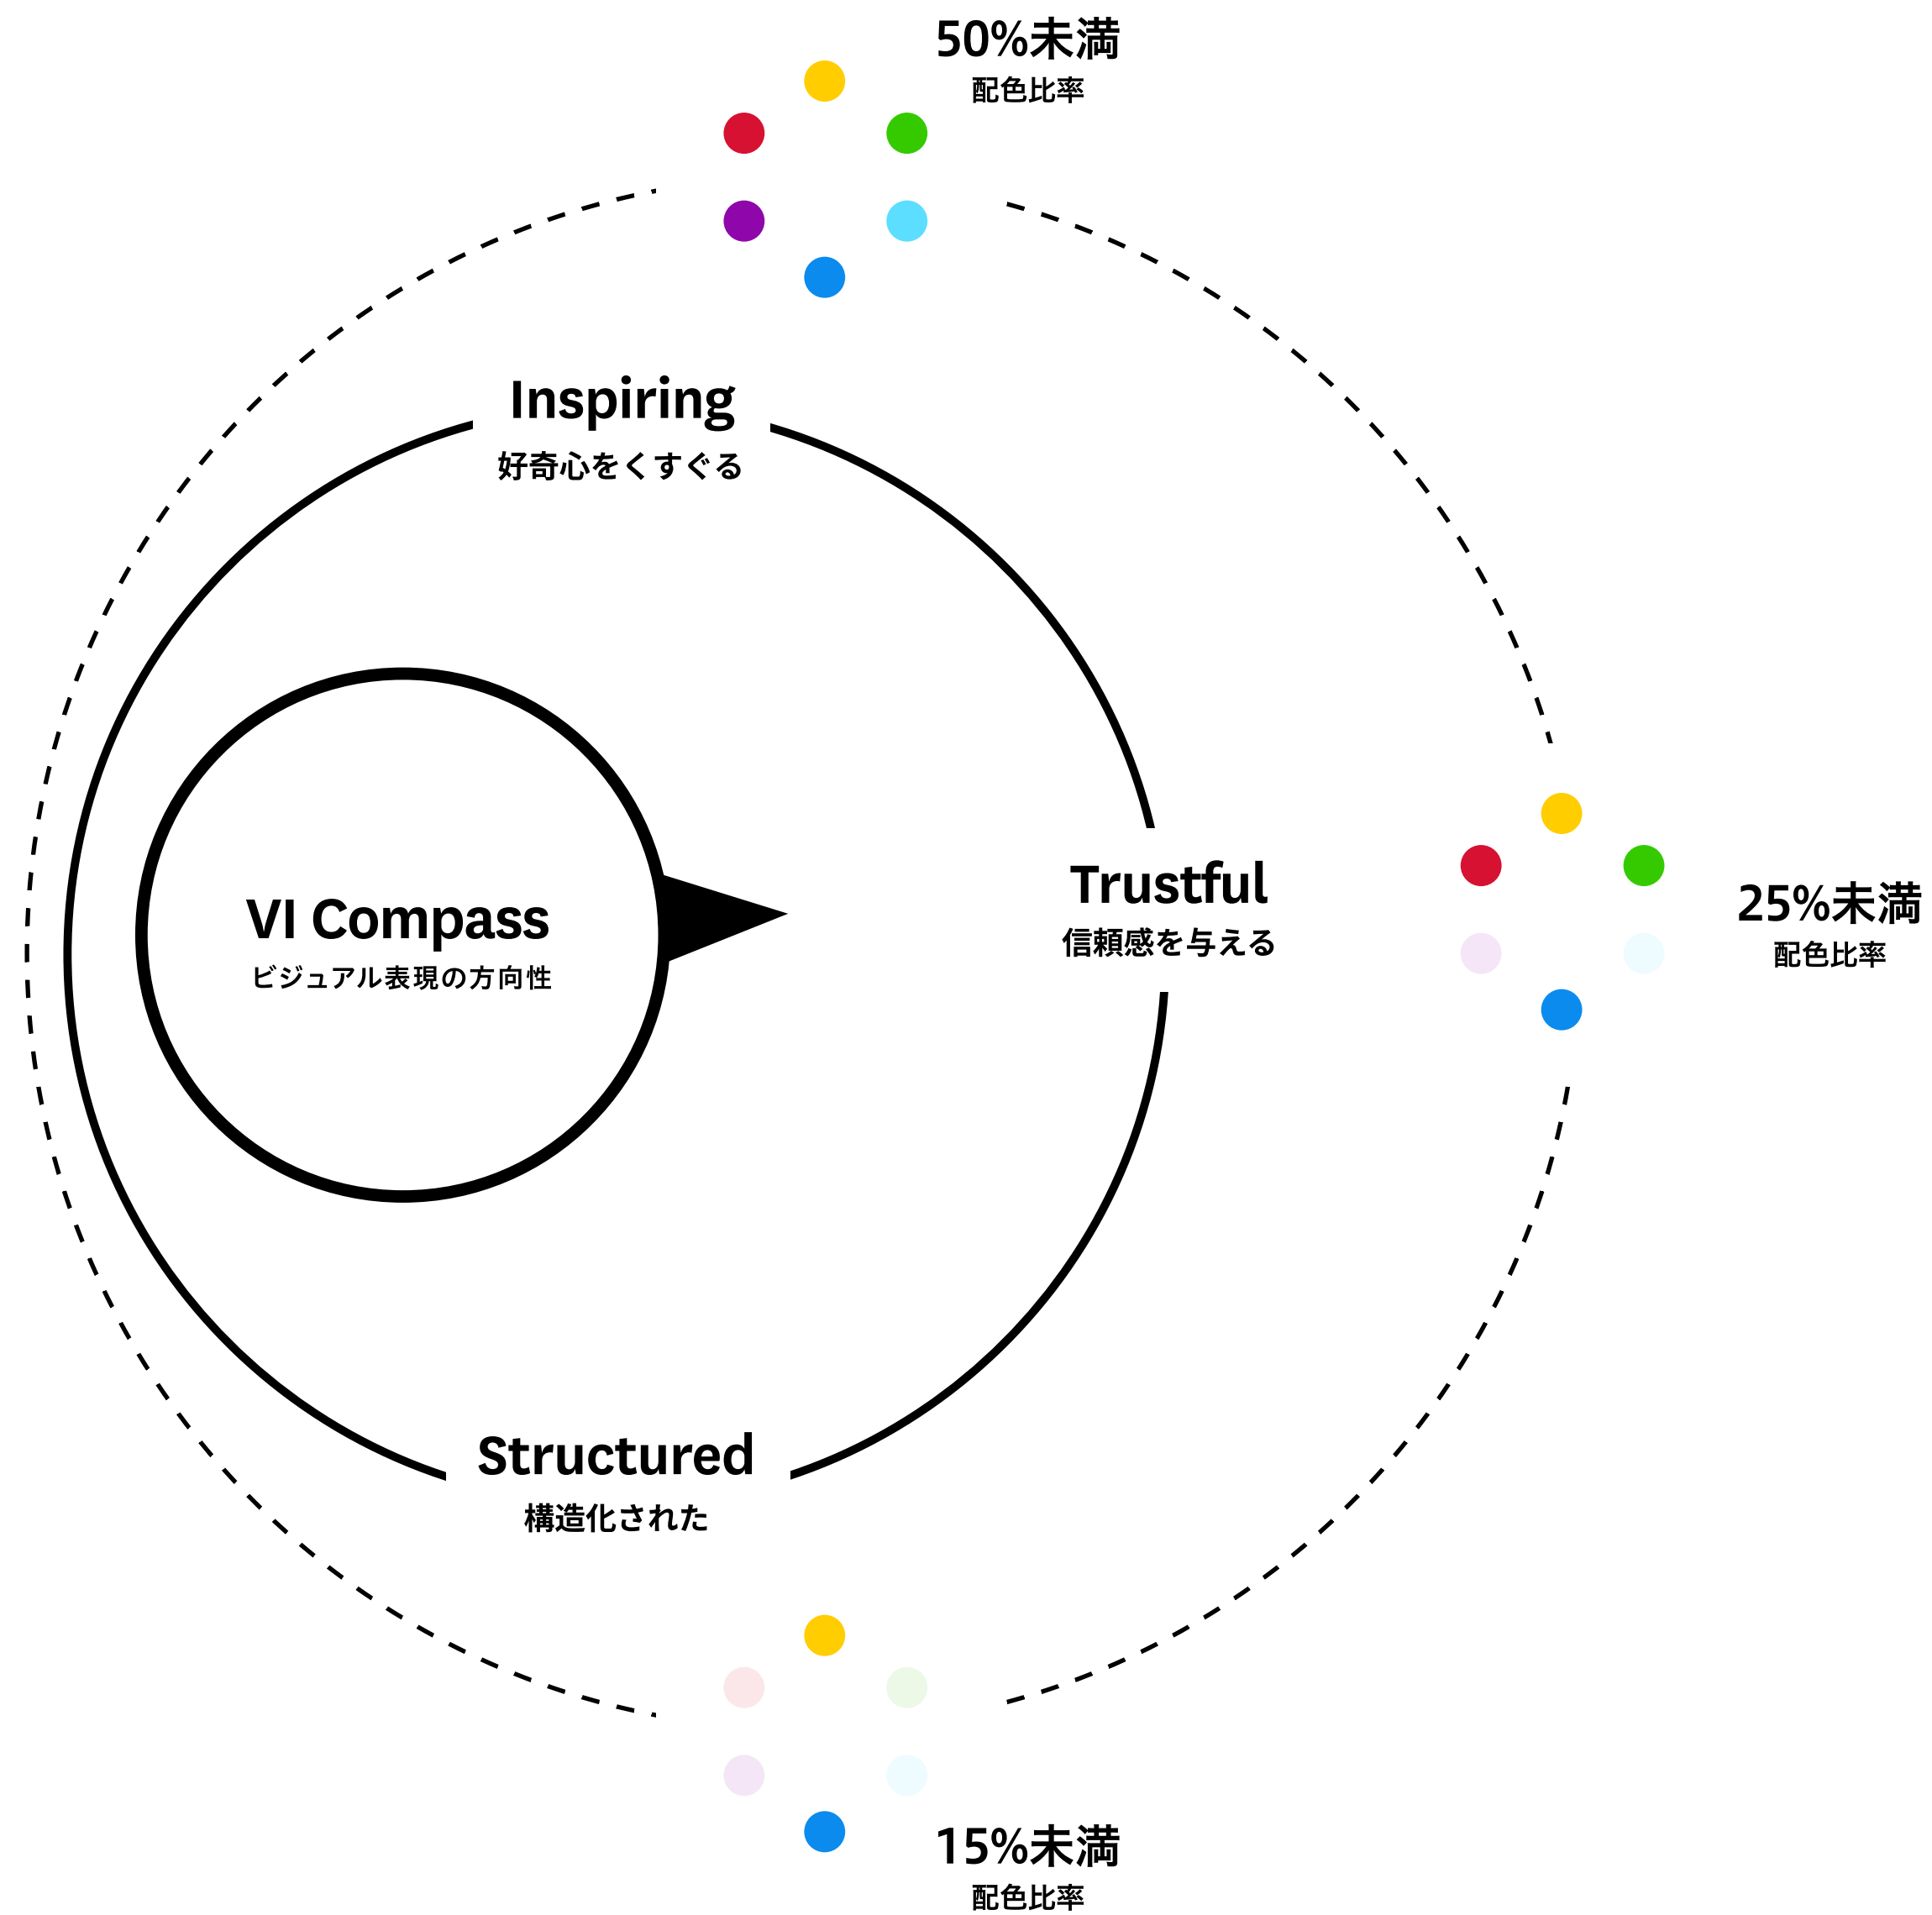 50%未満
配色比率
Inspiring
好奇心をくすぐる
Trustful
信頼感を与える
25%未満
配色比率
VI Compass
ビジュアル表現の方向性
Structured
構造化された
15%未満
配色比率